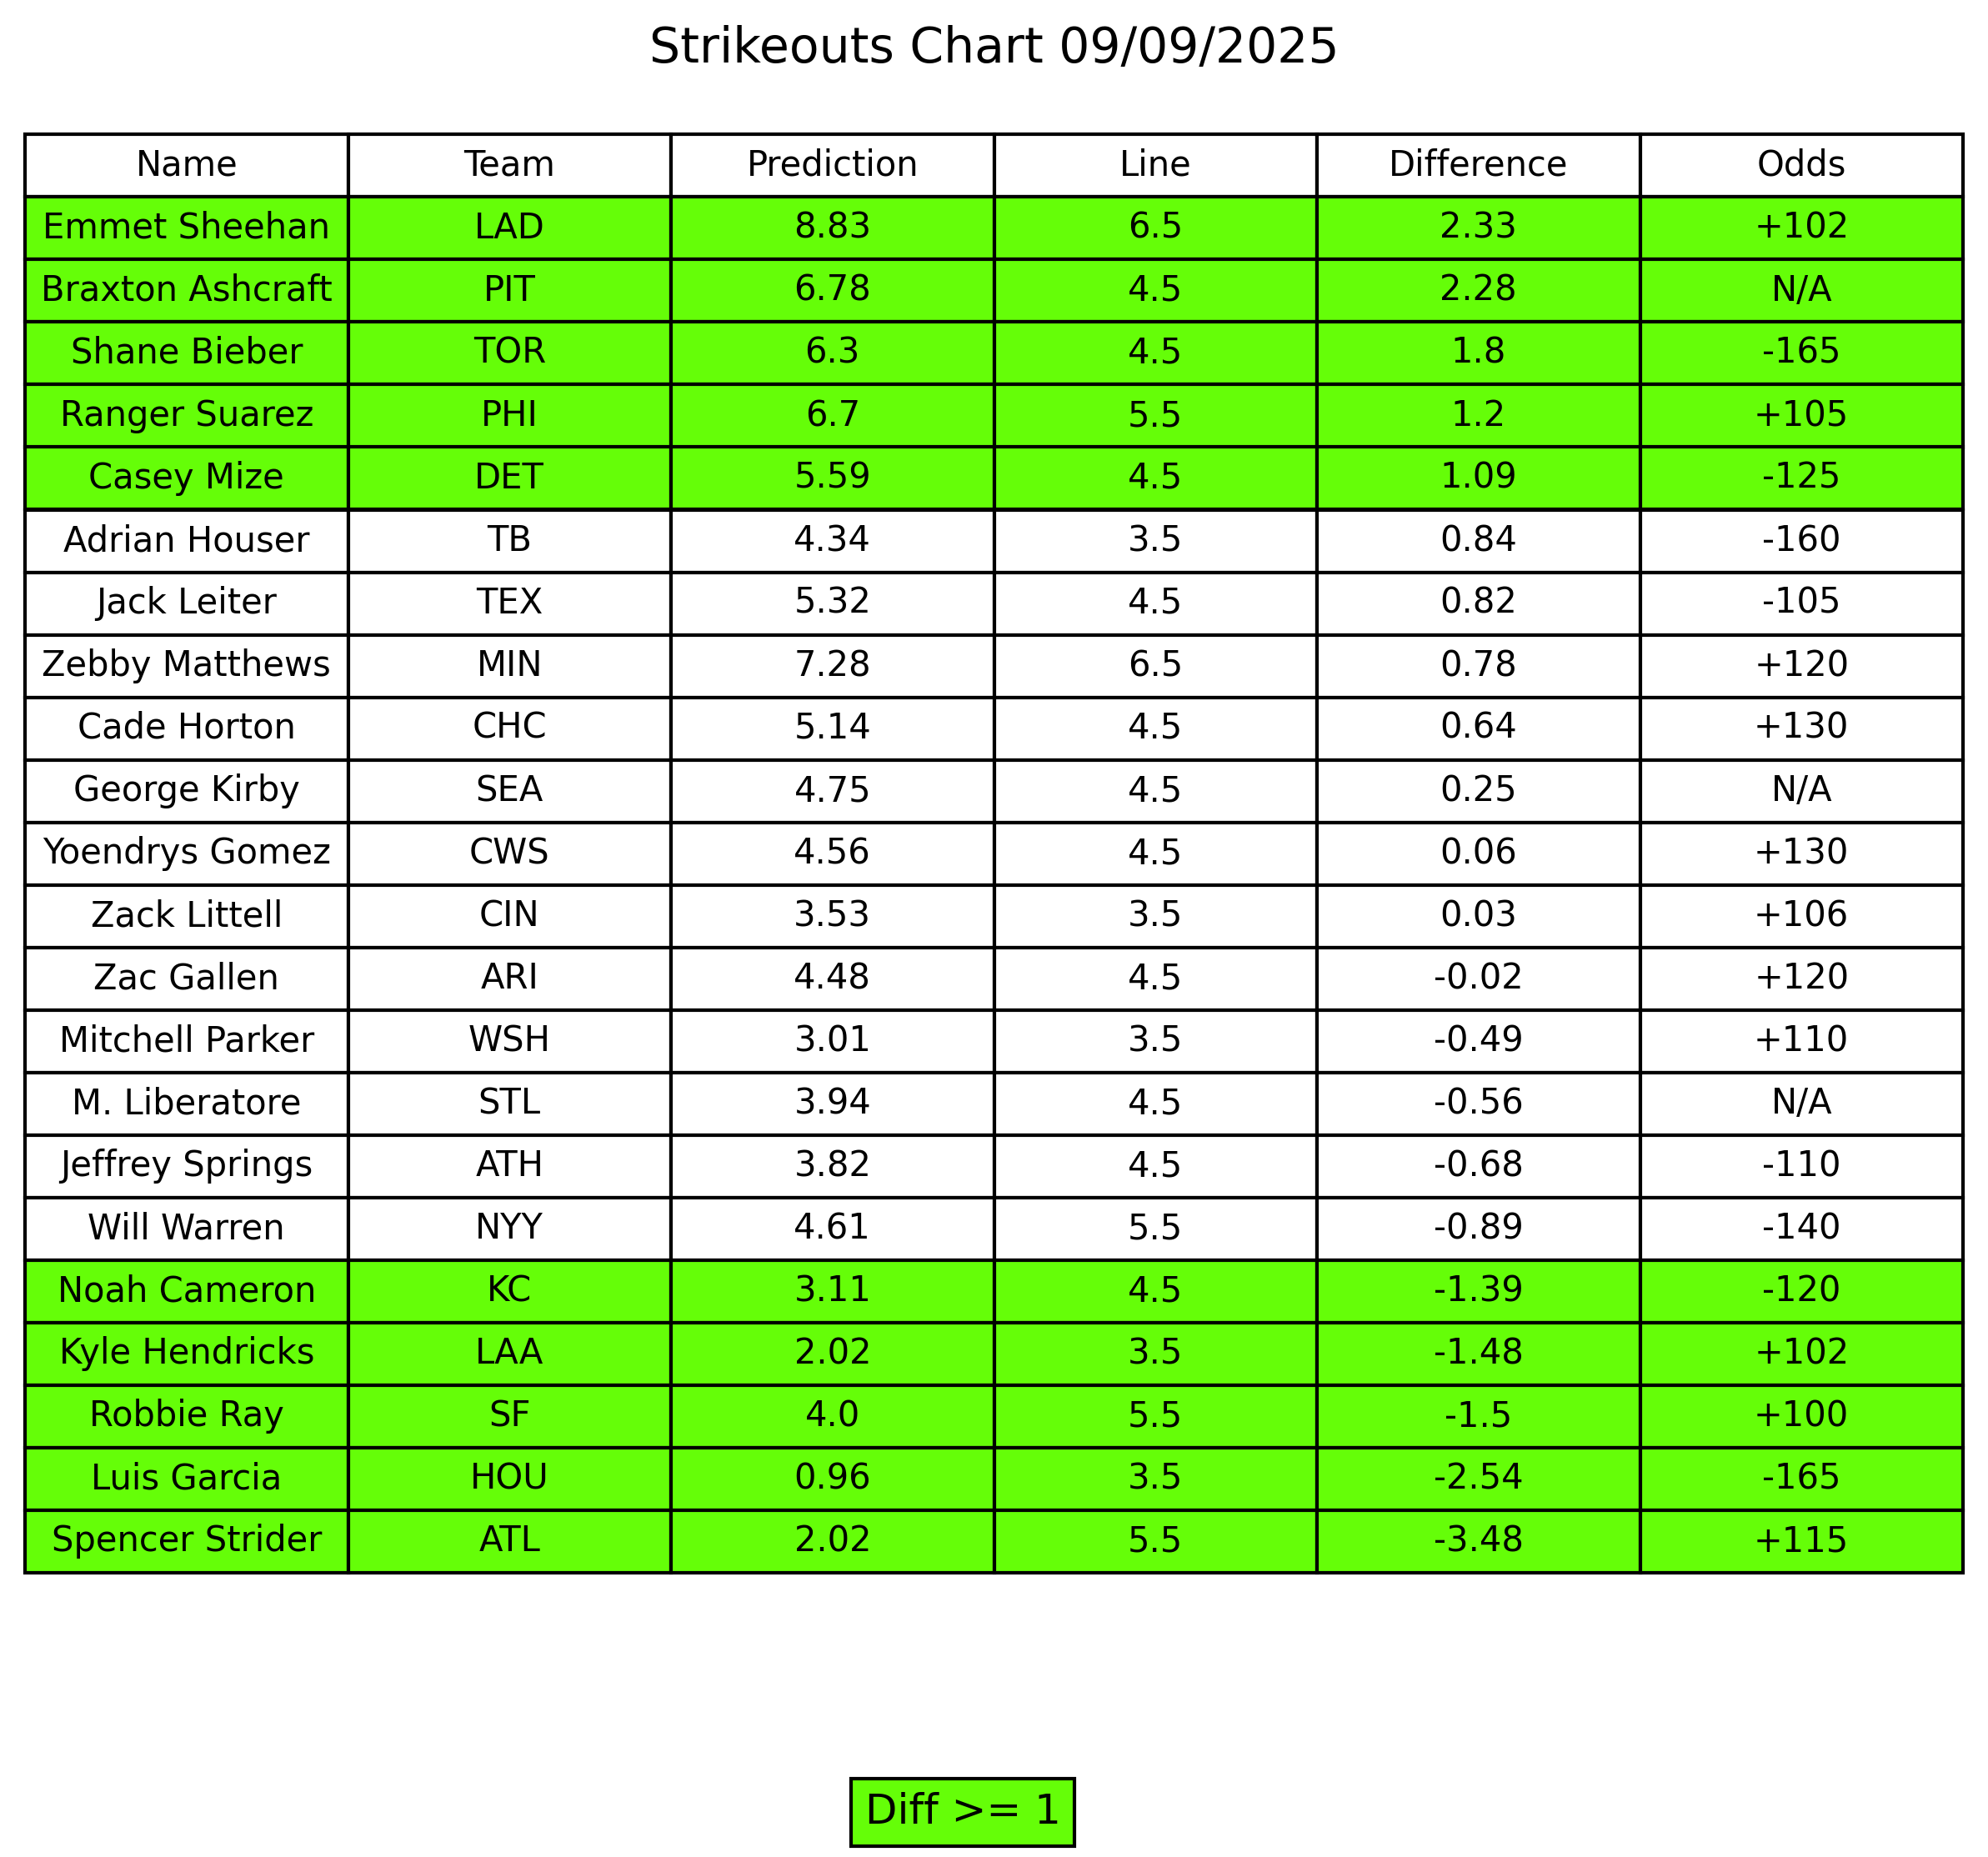 Strikeouts Chart 09/09/2025
Name Team Prediction Line Difference Odds
Emmet Sheehan LAD 8.83 6.5 2.33 +102
Braxton Ashcraft PIT 6.78 4.5 2.28 N/A
Shane Bieber TOR 6.3 4.5 1.8 -165
Ranger Suarez PHI 6.7 5.5 1.2 +105
Casey Mize DET 5.59 4.5 1.09 -125
Adrian Houser TB 4.34 3.5 0.84 -160
Jack Leiter TEX 5.32 4.5 0.82 -105
Zebby Matthews MIN 7.28 6.5 0.78 +120
Cade Horton CHC 5.14 4.5 0.64 +130
George Kirby SEA 4.75 4.5 0.25 N/A
Yoendrys Gomez CWS 4.56 4.5 0.06 +130
Zack Littell CIN 3.53 3.5 0.03 +106
Zac Gallen ARI 4.48 4.5 -0.02 +120
Mitchell Parker WSH 3.01 3.5 -0.49 +110
M. Liberatore STL 3.94 4.5 -0.56 N/A
Jeffrey Springs ATH 3.82 4.5 -0.68 -110
Will Warren NYY 4.61 5.5 -0.89 -140
Noah Cameron KC 3.11 4.5 -1.39 -120
Kyle Hendricks LAA 2.02 3.5 -1.48 +102
Robbie Ray SF 4.0 5.5 -1.5 +100
Luis Garcia HOU 0.96 3.5 -2.54 -165
Spencer Strider ATL 2.02 5.5 -3.48 +115
Diff >= 1